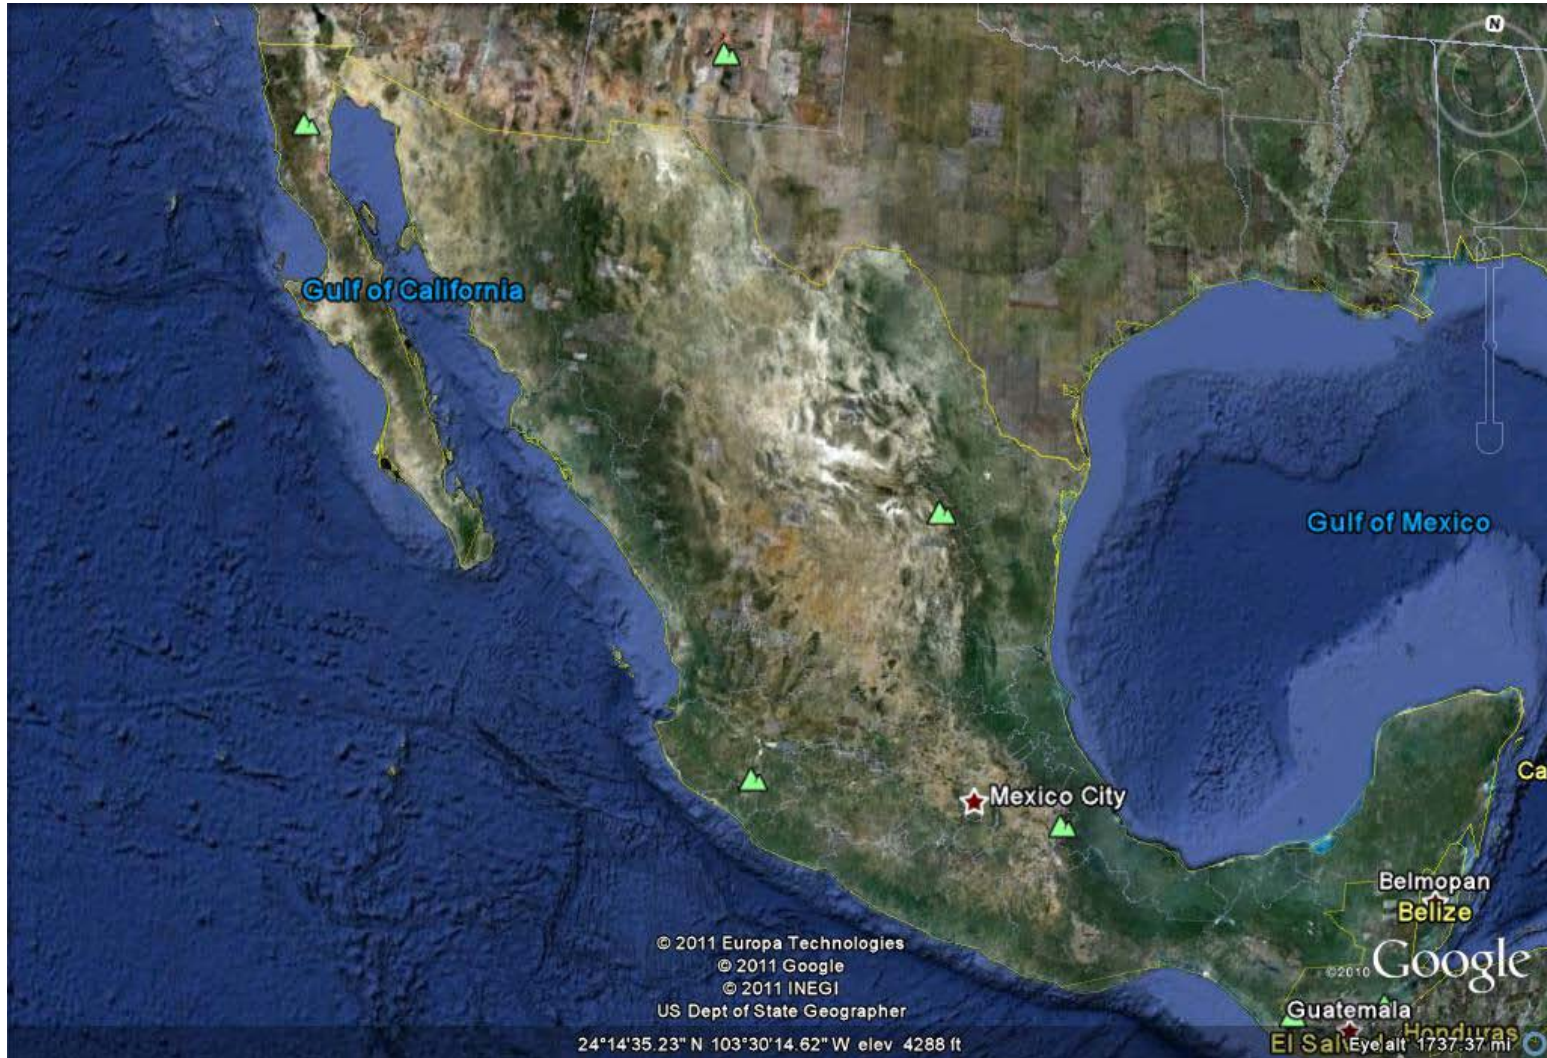 N
Gulf of California
Gulf of Mexico
Ca
Mexico City
Belmopan
Belize
© 2011 Europa Technologies
© 2011 Google
© 2011 INEGI
US Dept of State Geographer
©2010 Google
Guatemala
El Salv Honduras
24°14'35.23" N 103°30'14.62" W elev 4288 ft
Eye alt 1737.37 mi